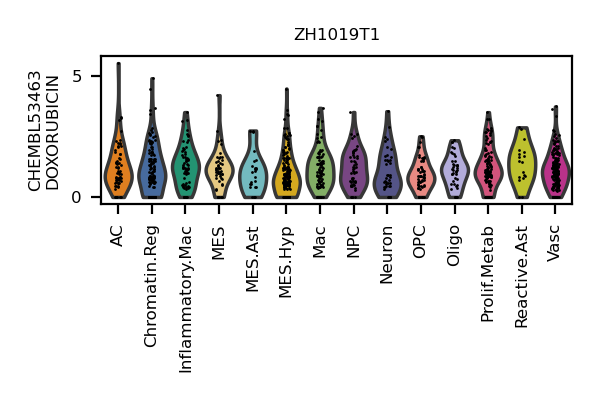 ZH1019T1
CHEMBL53463
DOXORUBICIN
5
0
AC
Chromatin.Reg
Inflammatory.Mac
MES
MES.Ast
MES.Hyp
Mac
NPC
Neuron
OPC
Oligo
Prolif.Metab
Reactive.Ast
Vasc